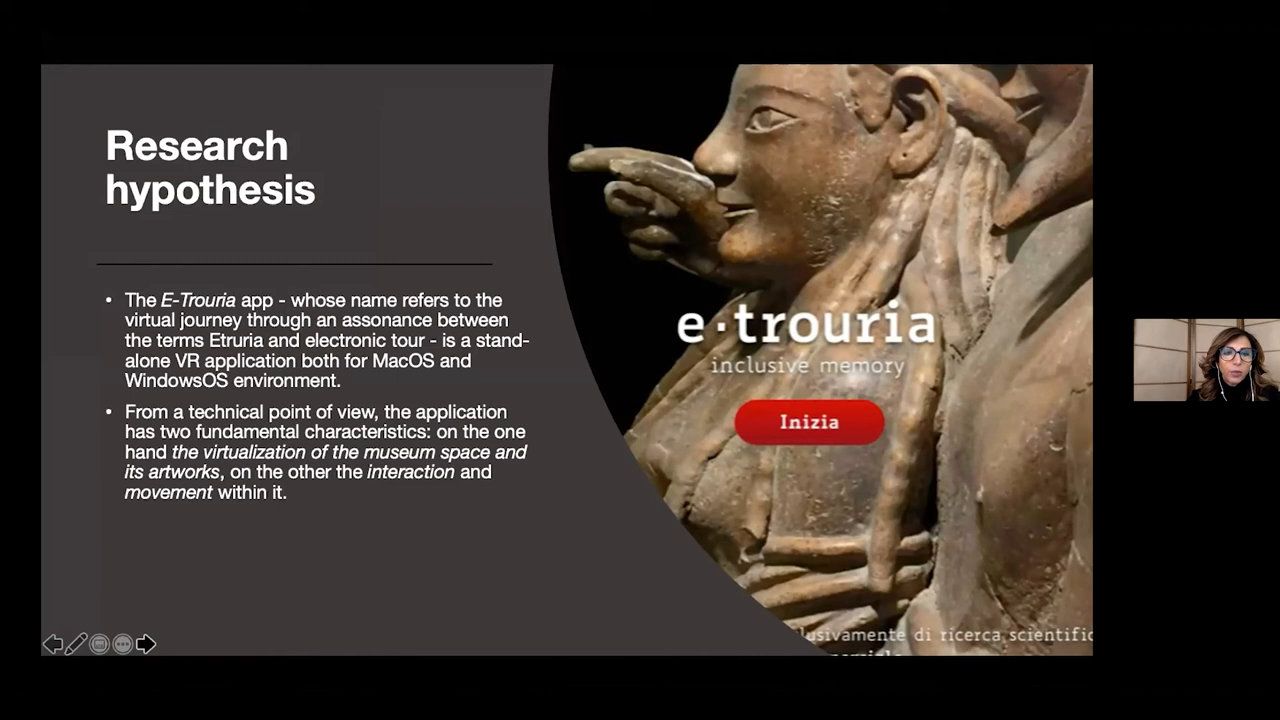 Research
hypothesis
• The E-Trouria app - whose name refers to the
virtual journey through an assonance between
the terms Etruria and electronic tour - is a stand-
alone VR application both for MacOS and
WindowsOS environment.
• From a technical point of view, the application
has two fundamental characteristics: on the one
hand the virtualization of the museum space and
its artworks, on the other the interaction and
movement within it.
e·trouria
inclusive memory
Inizia
di ricerca